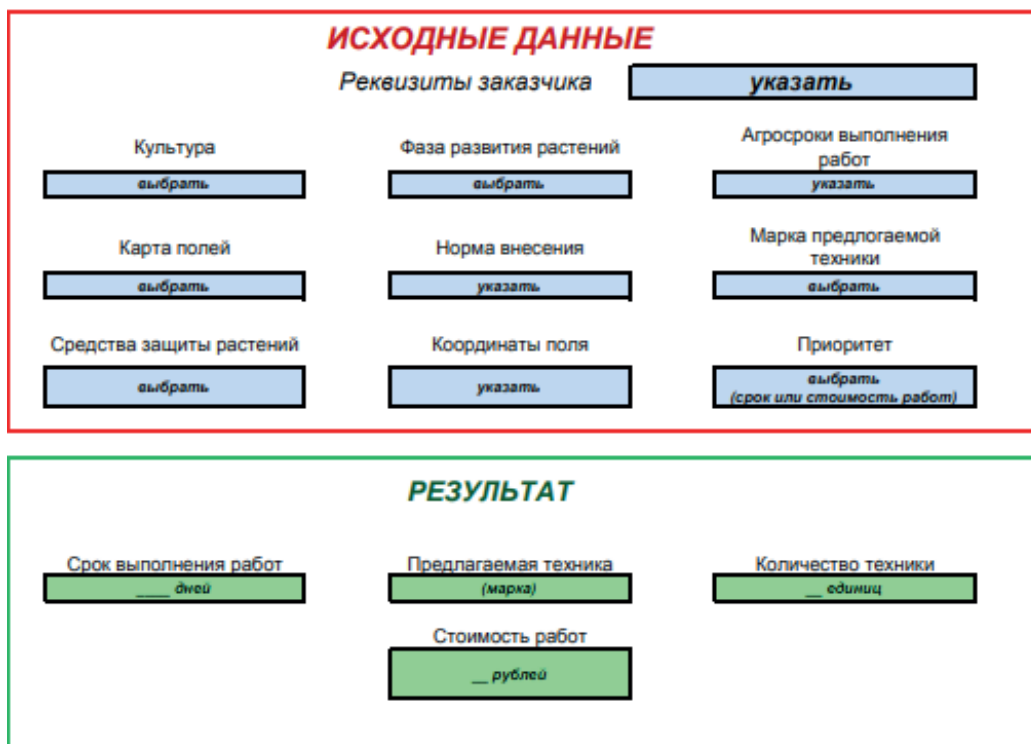 ИСХОДНЫЕ ДАННЫЕ
Реквизиты заказчика
указать
Культура
Фаза развития растений
Агросроки выполнения
работ
выбрать
выбрать
указать
Карта полей
Норма внесения
Марка предлогаемой
техники
выбрать
указать
выбрать
Средства защиты растений
Координаты поля
Приоритет
выбрать
указать
выбрать
(срок или стоимость работ)
РЕЗУЛЬТАТ
Срок выполнения работ
Предлагаемая техника
Количество техники
____ дней
(марка)
__ единиц
Стоимость работ
__ рублей